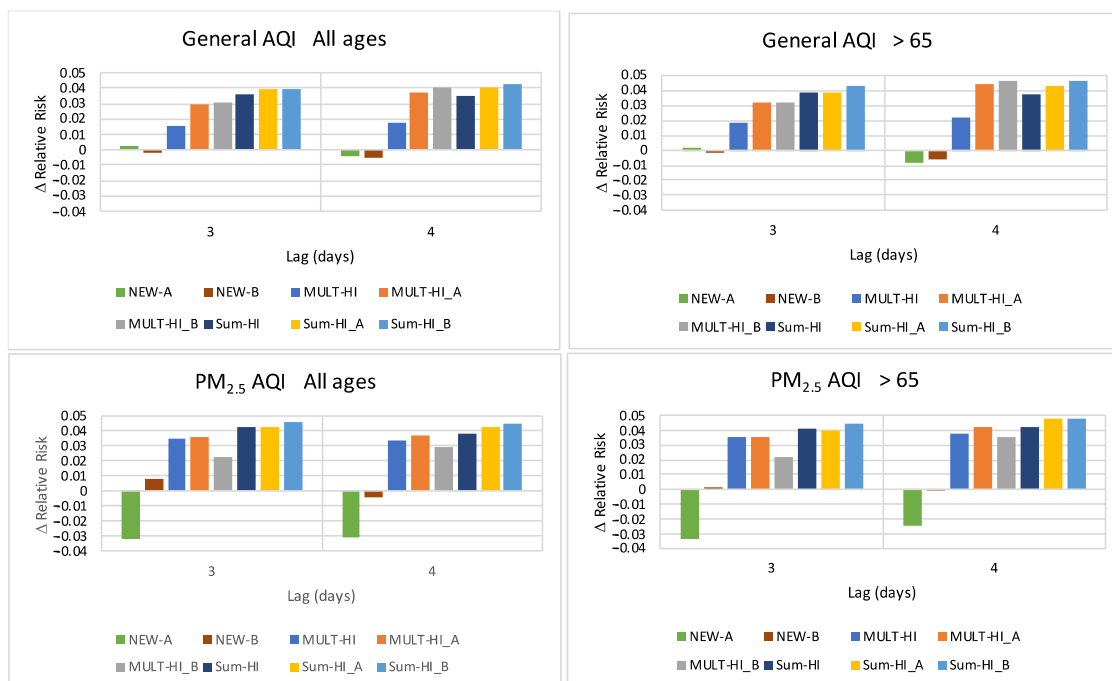 General AQI   All ages
Δ Relative Risk
0.05
0.04
0.03
0.02
0.01
0
−0.01
−0.02
−0.03
−0.04
3 4
Lag (days)
NEW-A NEW-B MULT-HI MULT-HI_A
MULT-HI_B Sum-HI Sum-HI_A Sum-HI_B
General AQI   > 65
Δ Relative Risk
0.05
0.04
0.03
0.02
0.01
0
−0.01
−0.02
−0.03
−0.04
3 4
Lag (days)
NEW-A NEW-B MULT-HI MULT-HI_A
MULT-HI_B Sum-HI Sum-HI_A Sum-HI_B
PM2.5 AQI   All ages
Δ Relative Risk
0.05
0.04
0.03
0.02
0.01
0
−0.01
−0.02
−0.03
−0.04
3 4
Lag (days)
NEW-A NEW-B MULT-HI MULT-HI_A
MULT-HI_B Sum-HI Sum-HI_A Sum-HI_B
PM2.5 AQI   > 65
Δ Relative Risk
0.05
0.04
0.03
0.02
0.01
0
−0.01
−0.02
−0.03
−0.04
3 4
Lag (days)
NEW-A NEW-B MULT-HI MULT-HI_A
MULT-HI_B Sum-HI Sum-HI_A Sum-HI_B